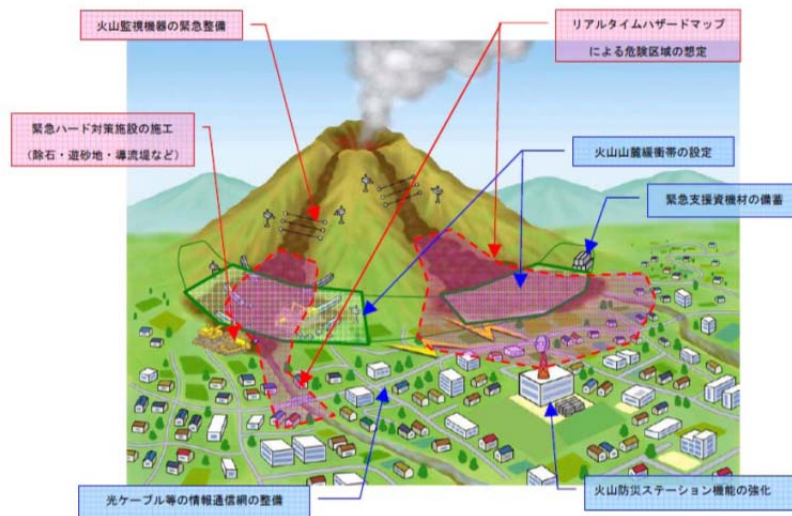 火山監視機器の緊急整備
リアルタイムハザードマップ
による危険区域の想定
緊急ハード対策施設の施工
（除石・遊砂地・導流堤など）
火山山麓緩衝帯の設定
緊急支援資機材の備蓄
光ケーブル等の情報通信網の整備
火山防災ステーション機能の強化